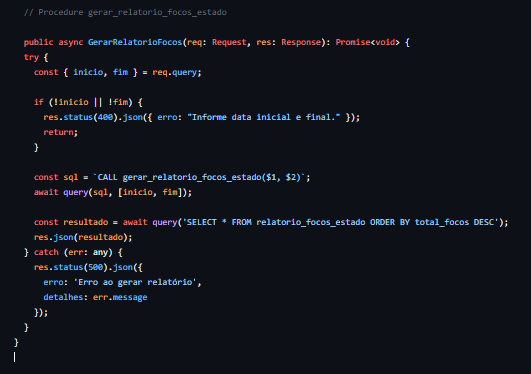 // Procedure gerar_relatorio_focos_estado
public async GerarRelatorioFocos(req: Request, res: Response): Promise<void> {
try {
const { inicio, fim } = req.query;
if (!inicio || !fim) {
res.status(400).json({ erro: "Informe data inicial e final." });
return;
}
const sql = `CALL gerar_relatorio_focos_estado($1, $2)`;
await query(sql, [inicio, fim]);
const resultado = await query('SELECT * FROM relatorio_focos_estado ORDER BY total_focos DESC');
res.json(resultado);
} catch (err: any) {
res.status(500).json({
erro: 'Erro ao gerar relatório',
detalhes: err.message
});
}
}